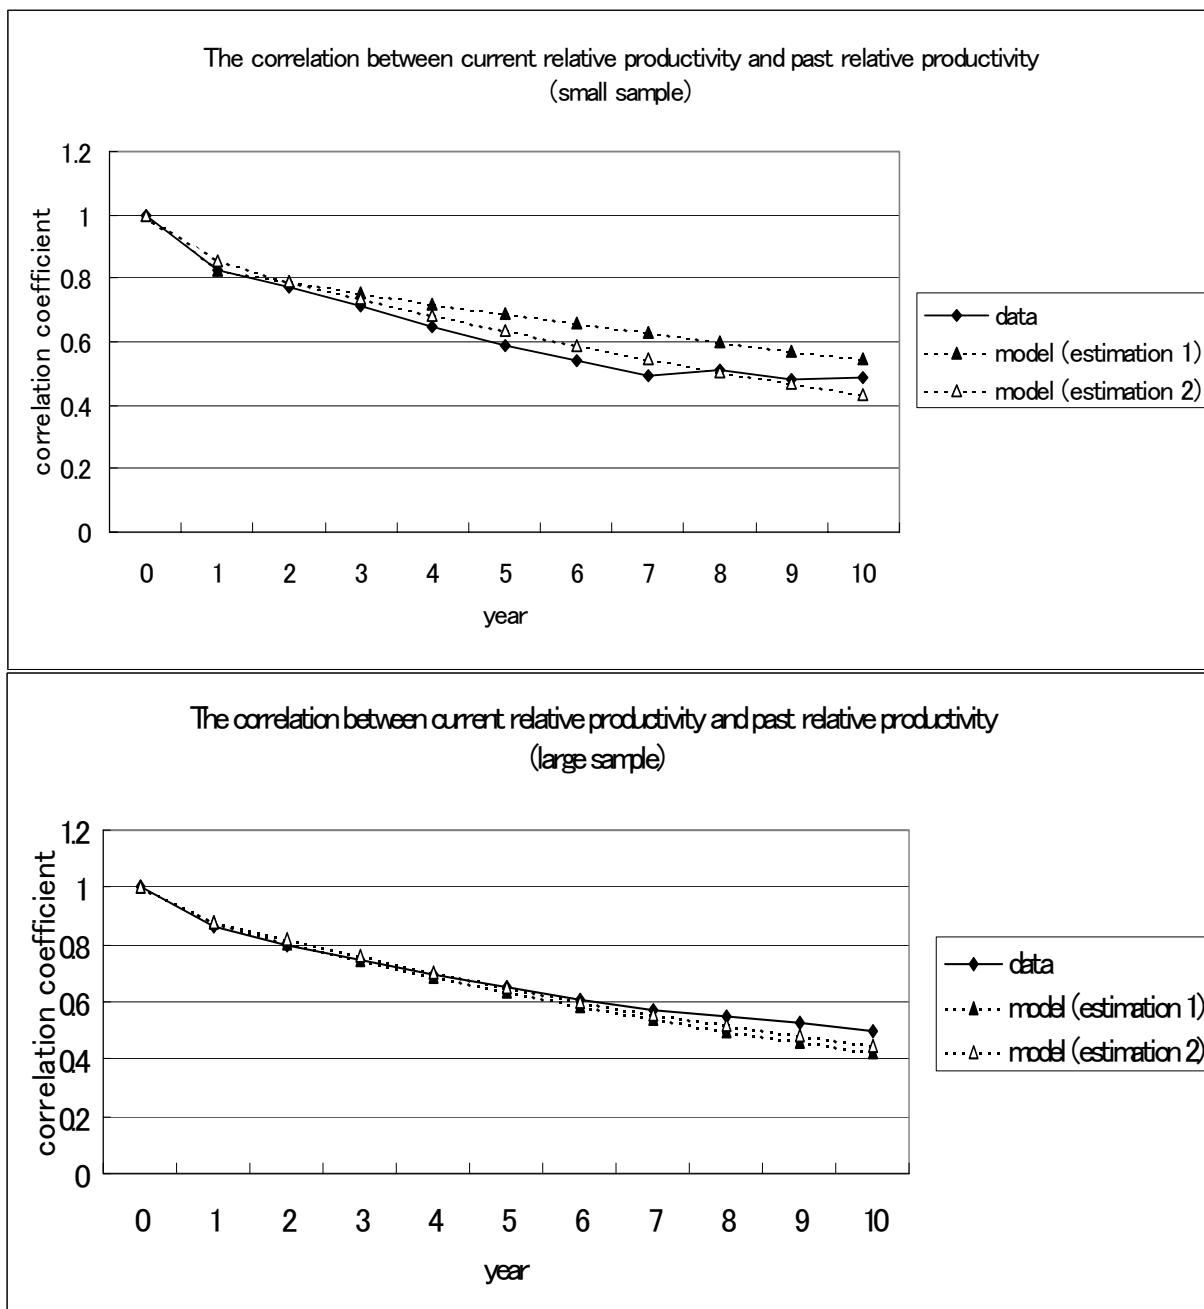 The correlation between current relative productivity and past relative productivity
(small sample)
1.2
1
0.8
0.6
0.4
0.2
0
correlation coefficient
0 1 2 3 4 5 6 7 8 9 10
year
data
model (estimation 1)
model (estimation 2)
The correlation between current relative productivity and past relative productivity
(large sample)
1.2
1
0.8
0.6
0.4
0.2
0
correlation coefficient
0 1 2 3 4 5 6 7 8 9 10
year
data
model (estimation 1)
model (estimation 2)